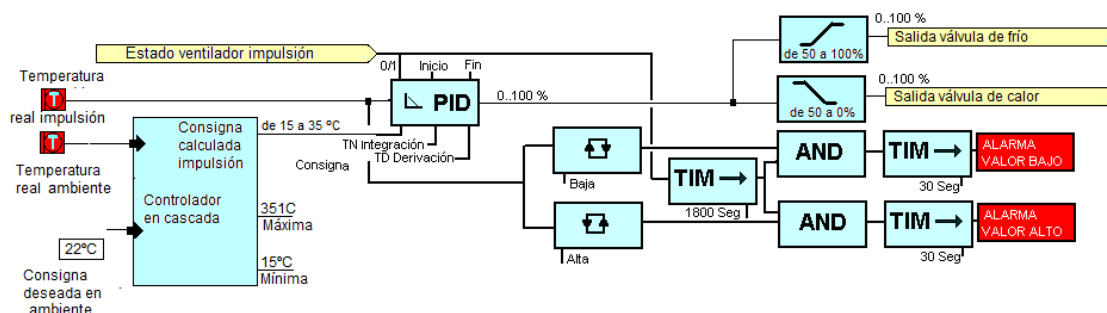 Estado ventilador impulsión
0/1
Inicio
Fin
0..100 %
Salida válvula de frío
de 50 a 100%
Temperatura
T
real impulsión
PID
0..100 %
0..100 %
Salida válvula de calor
de 50 a 0%
T
Temperatura
real ambiente
Consigna
calculada
impulsión
de 15 a 35 ºC
TN Integración
TD Derivación
Consigna
Controlador
en cascada
351C
Máxima
15ºC
Mínima
22ºC
Consigna
deseada en
ambiente
Baja
Alta
TIM
1800 Seg
AND
TIM
30 Seg
ALARMA
VALOR BAJO
AND
TIM
30 Seg
ALARMA
VALOR ALTO